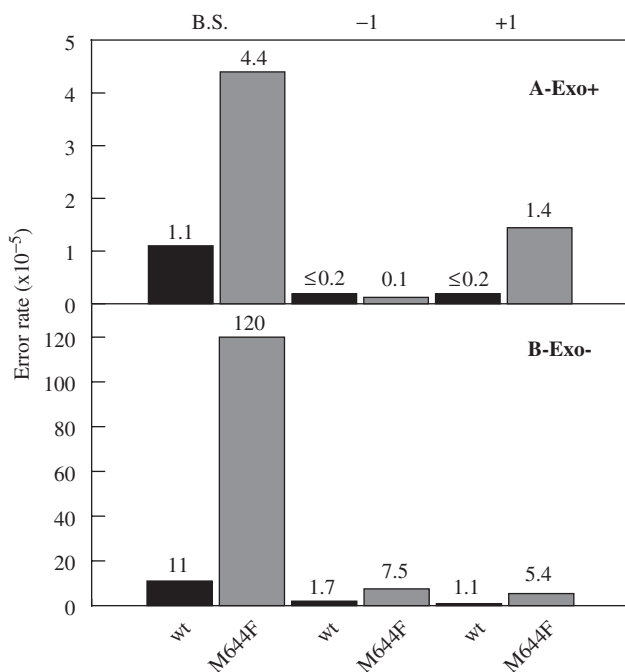 B.S. −1 +1
5
4.4
A-Exo+
4
3
2
1.4
1.1
1
≤0.2 0.1 ≤0.2
0
Error rate (x10⁻⁵)
120
120
B-Exo-
100
80
60
40
20
11
1.7 7.5 1.1 5.4
0
wt M644F wt M644F wt M644F